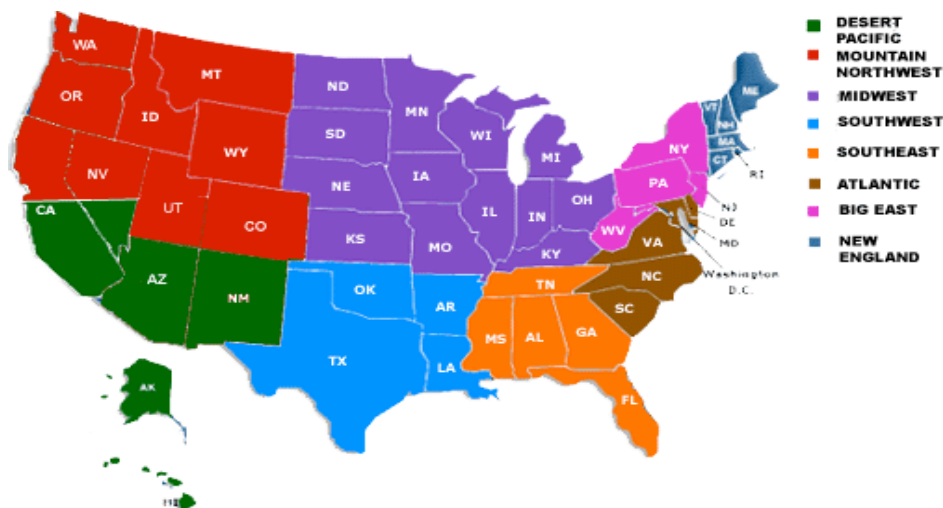 WA
MT
ND
MN
OR
ID
SD
WI
WY
MI
NV
NE
IA
UT
CO
IL
IN
OH
CA
KS
MO
KY
WV
PA
NY
VT
NH
ME
MA
CT
RI
NJ
DE
MD
Washington
D.C.
VA
NC
SC
TN
AZ
NM
OK
AR
MS
AL
GA
TX
LA
FL
AK
HI
DESERT
PACIFIC
MOUNTAIN
NORTHWEST
MIDWEST
SOUTHWEST
SOUTHEAST
ATLANTIC
BIG EAST
NEW
ENGLAND